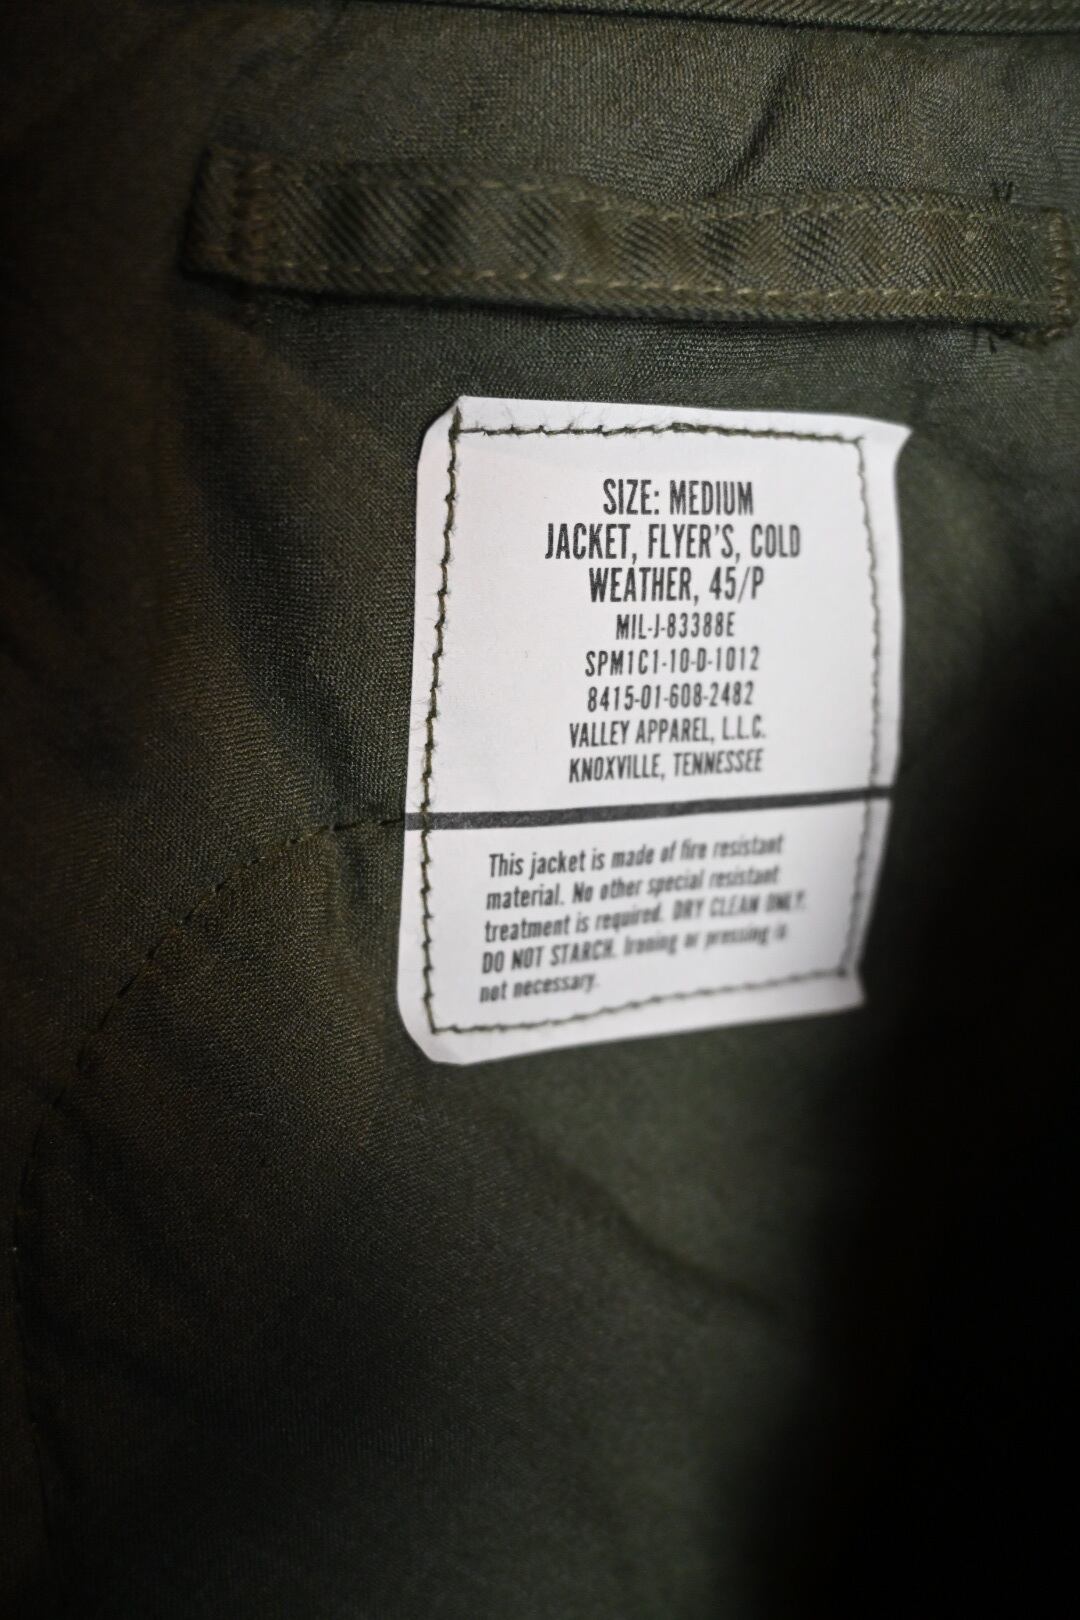 SIZE: MEDIUM
JACKET, FLYER'S, COLD
WEATHER, 45/P
MIL-J-83388E
SPM1C1-10-D-1012
8415-01-608-2482
VALLEY APPAREL, L.L.C.
KNOXVILLE, TENNESSEE
This jacket is made of fire resistant
material. No other special resistant
treatment is required. DRY CLEAN ONLY.
DO NOT STARCH. Ironing or pressing is
not necessary.